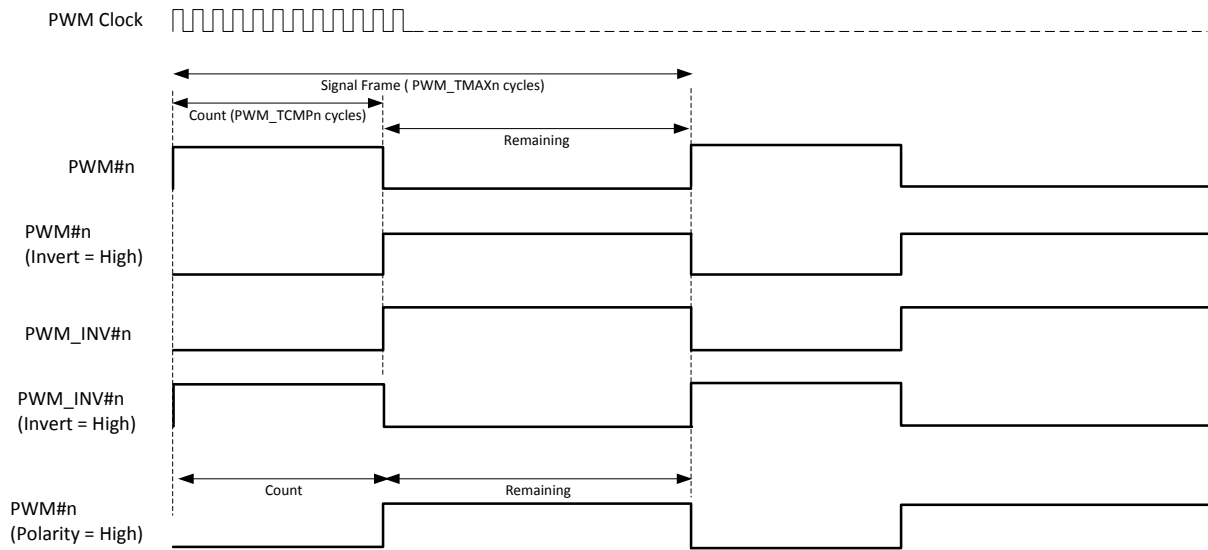 PWM Clock
Signal Frame ( PWM_TMAXn cycles)
Count (PWM_TCMPn cycles)
Remaining
PWM#n
PWM#n
(Invert = High)
PWM_INV#n
PWM_INV#n
(Invert = High)
Count
Remaining
PWM#n
(Polarity = High)